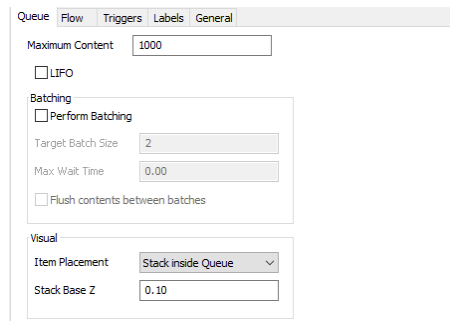 Queue Flow Triggers Labels General
Maximum Content 1000
LIFO
Batching
Perform Batching
Target Batch Size 2
Max Wait Time 0.00
Flush contents between batches
Visual
Item Placement Stack inside Queue
Stack Base Z 0.10